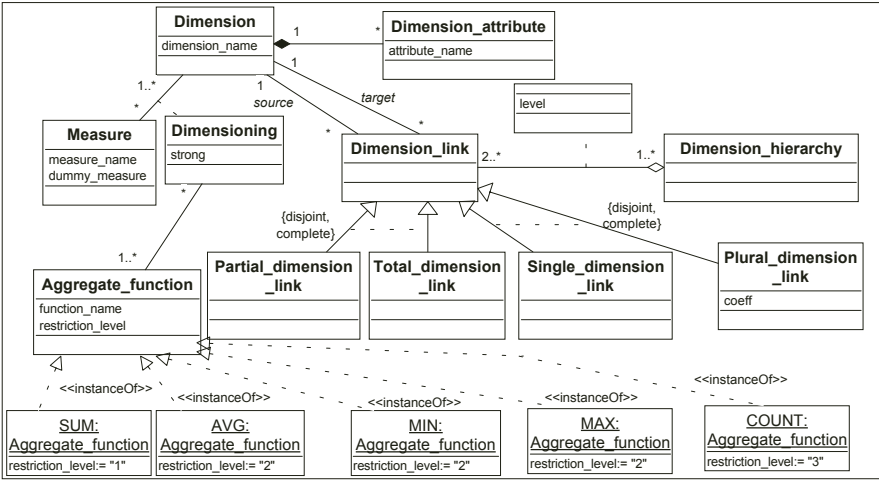 Dimension
dimension_name
1
*
Dimension_attribute
attribute_name
1..*
*
1
source
1
target
*
*
level
Measure
measure_name
dummy_measure
Dimensioning
strong
*
Dimension_link
2..*
1..*
Dimension_hierarchy
{disjoint,
complete}
{disjoint,
complete}
1..*
Aggregate_function
function_name
restriction_level
Partial_dimension
_link
Total_dimension
_link
Single_dimension
_link
Plural_dimension
_link
coeff
<<instanceOf>>
<<instanceOf>>
<<instanceOf>>
<<instanceOf>>
<<instanceOf>>
SUM:
Aggregate_function
restriction_level:= "1"
AVG:
Aggregate_function
restriction_level:= "2"
MIN:
Aggregate_function
restriction_level:= "2"
MAX:
Aggregate_function
restriction_level:= "2"
COUNT:
Aggregate_function
restriction_level:= "3"